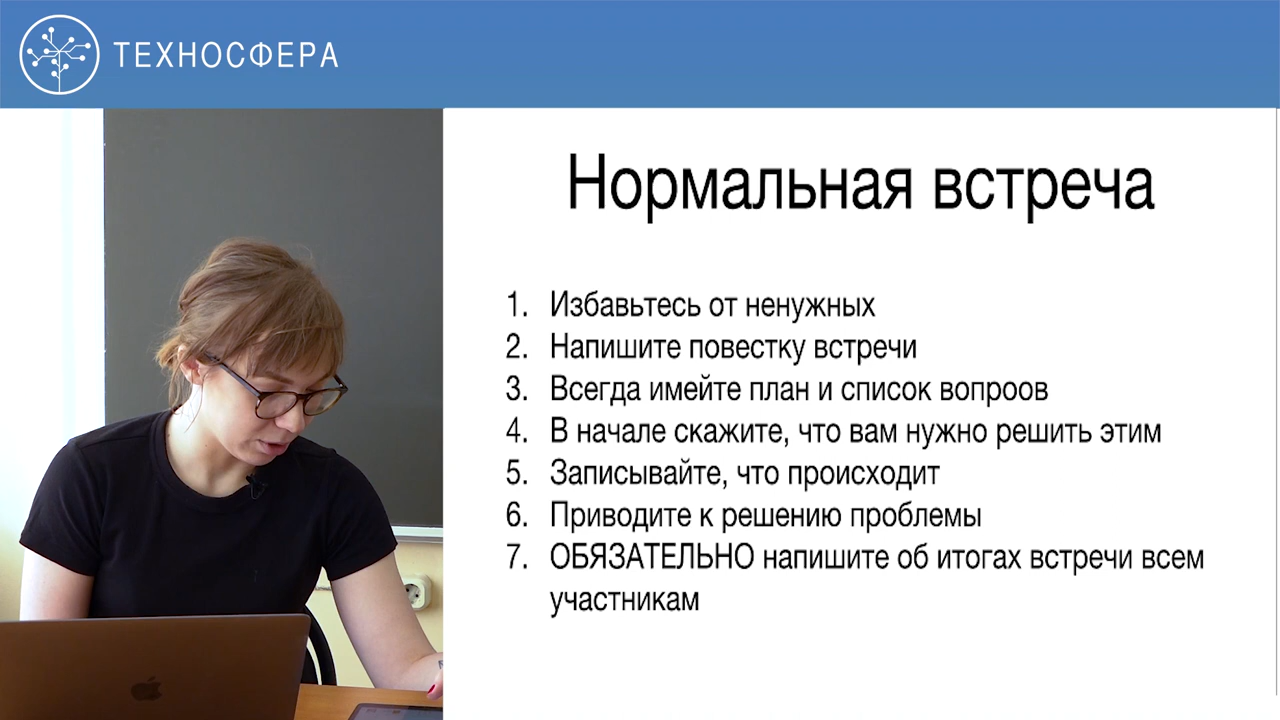 ТЕХНОСФЕРА
Нормальная встреча
1. Избавьтесь от ненужных
2. Напишите повестку встречи
3. Всегда имейте план и список вопроов
4. В начале скажите, что вам нужно решить этим
5. Записывайте, что происходит
6. Приводите к решению проблемы
7. ОБЯЗАТЕЛЬНО напишите об итогах встречи всем
участникам